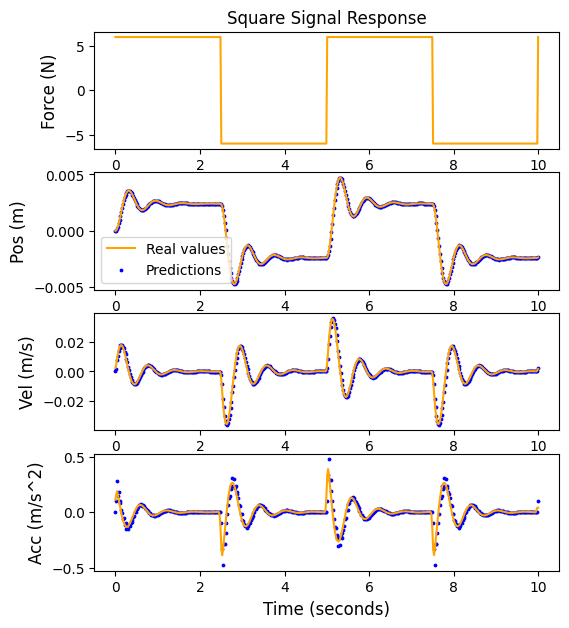 Square Signal Response
Force (N)
5
0
−5
0 2 4 6 8 10
Pos (m)
0.005
0.000
−0.005
Real values
Predictions
0 2 4 6 8 10
Vel (m/s)
0.02
0.00
−0.02
0 2 4 6 8 10
Acc (m/s^2)
0.5
0.0
−0.5
0 2 4 6 8 10
Time (seconds)